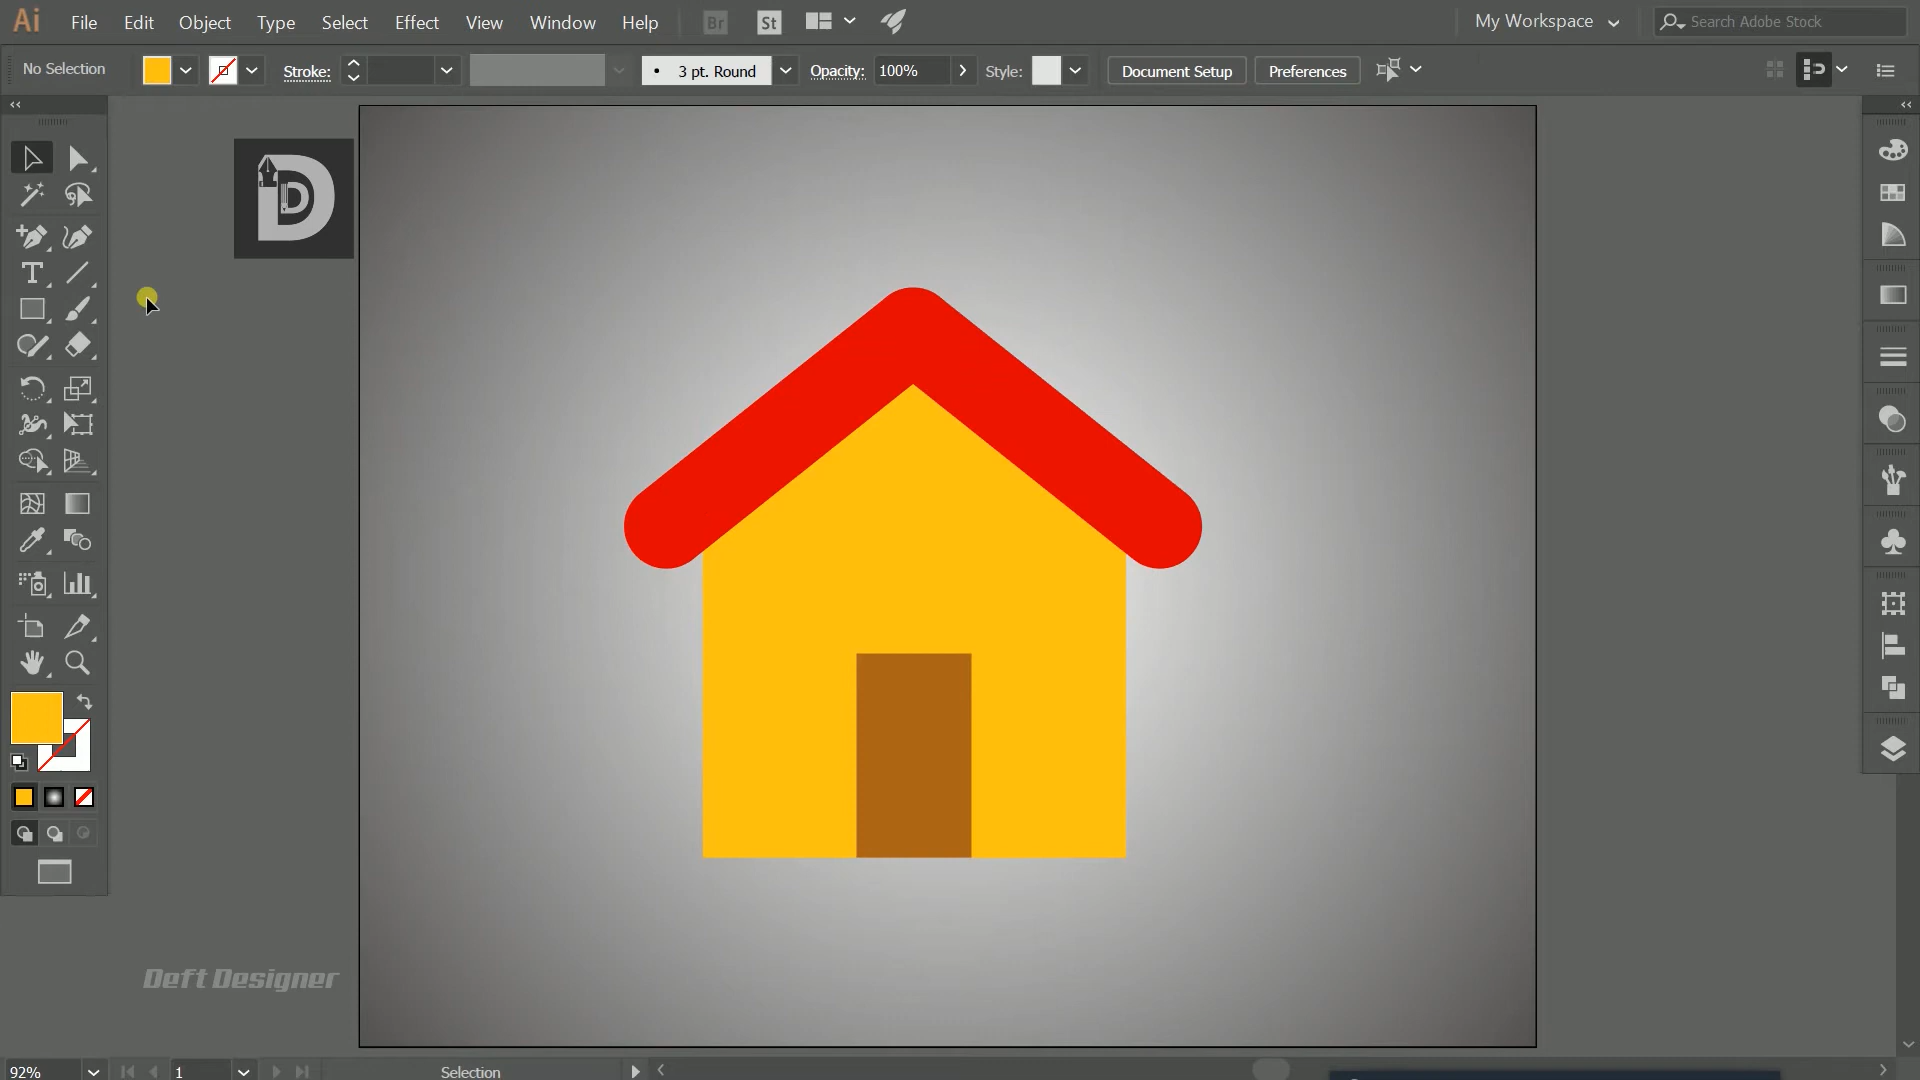 Ai File Edit Object Type Select Effect View Window Help Br St My Workspace Search Adobe Stock
No Selection Stroke: 3 pt. Round Opacity: 100% Style: Document Setup Preferences
D
D
T
Deft Designer
92% 1 Selection